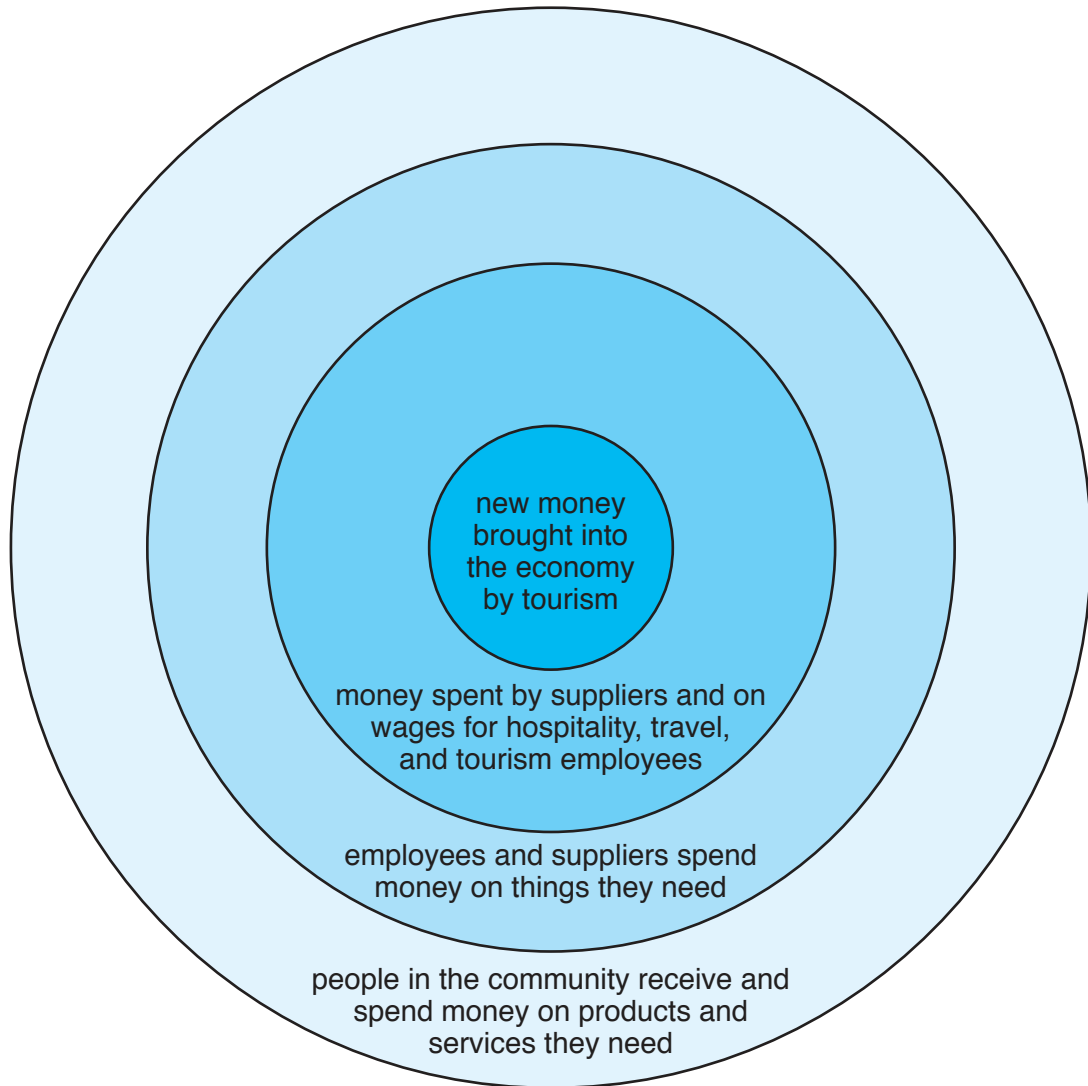 new money
brought into
the economy
by tourism
money spent by suppliers and on
wages for hospitality, travel,
and tourism employees
employees and suppliers spend
money on things they need
people in the community receive and
spend money on products and
services they need